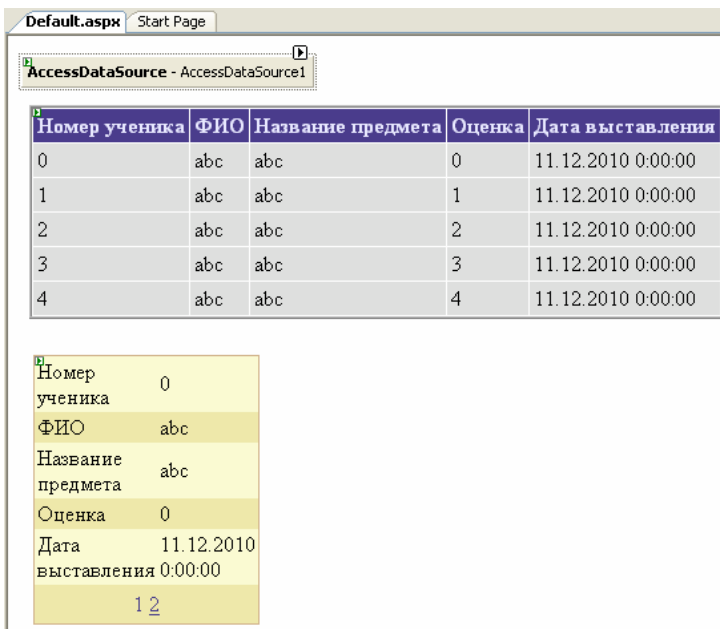 Default.aspx Start Page
AccessDataSource - AccessDataSource1
Номер ученика ФИО Название предмета Оценка Дата выставления
0 abc abc 0 11.12.2010 0:00:00
1 abc abc 1 11.12.2010 0:00:00
2 abc abc 2 11.12.2010 0:00:00
3 abc abc 3 11.12.2010 0:00:00
4 abc abc 4 11.12.2010 0:00:00
Номер
ученика 0
ФИО abc
Название
предмета abc
Оценка 0
Дата 11.12.2010
выставления 0:00:00
1 2